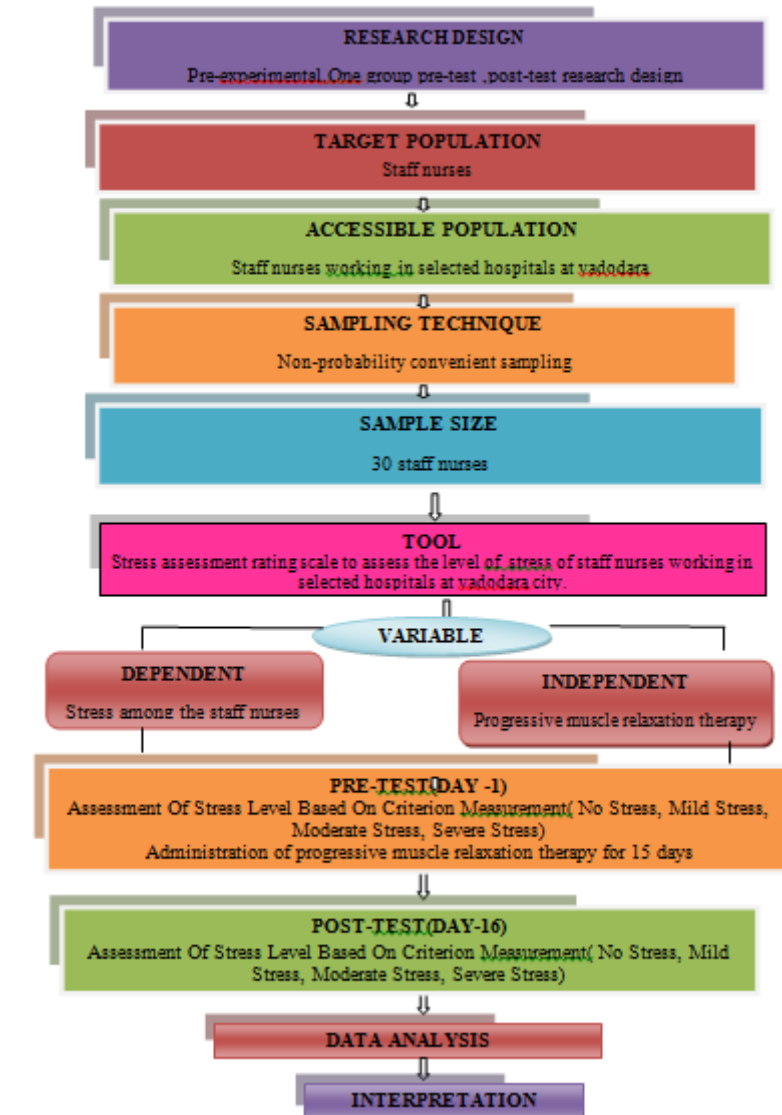 RESEARCH DESIGN
Pre-experimental,One group pre-test ,post-test research design
TARGET POPULATION
Staff nurses
ACCESSIBLE POPULATION
Staff nurses working in selected hospitals at vadodara
SAMPLING TECHNIQUE
Non-probability convenient sampling
SAMPLE SIZE
30 staff nurses
TOOL
Stress assessment rating scale to assess the level of stress of staff nurses working in
selected hospitals at vadodara city.
VARIABLE
DEPENDENT
Stress among the staff nurses
INDEPENDENT
Progressive muscle relaxation therapy
PRE-TEST(DAY -1)
Assessment Of Stress Level Based On Criterion Measurement( No Stress, Mild Stress,
Moderate Stress, Severe Stress)
Administration of progressive muscle relaxation therapy for 15 days
POST-TEST(DAY-16)
Assessment Of Stress Level Based On Criterion Measurement( No Stress, Mild
Stress, Moderate Stress, Severe Stress)
DATA ANALYSIS
INTERPRETATION